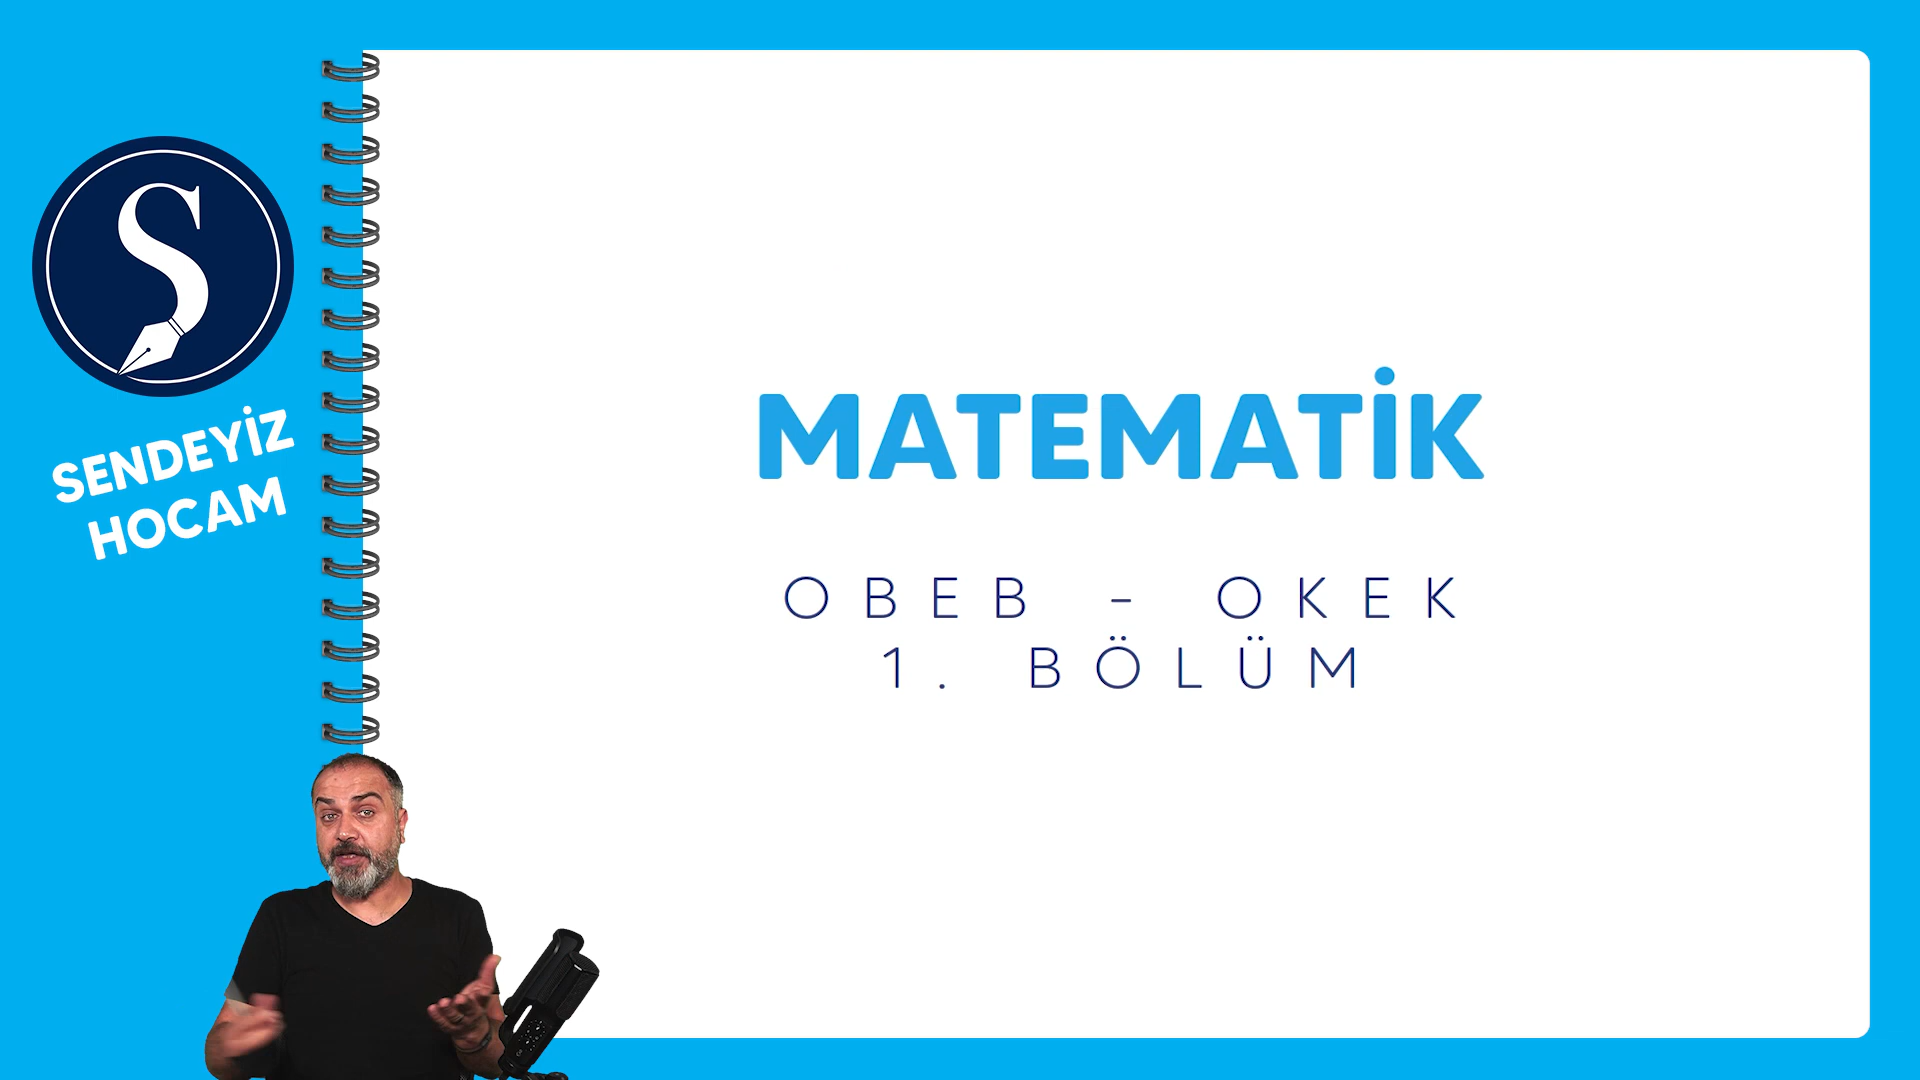 SENDEYİZ
HOCAM
MATEMATİK
OBEB - OKEK
1. BÖLÜM